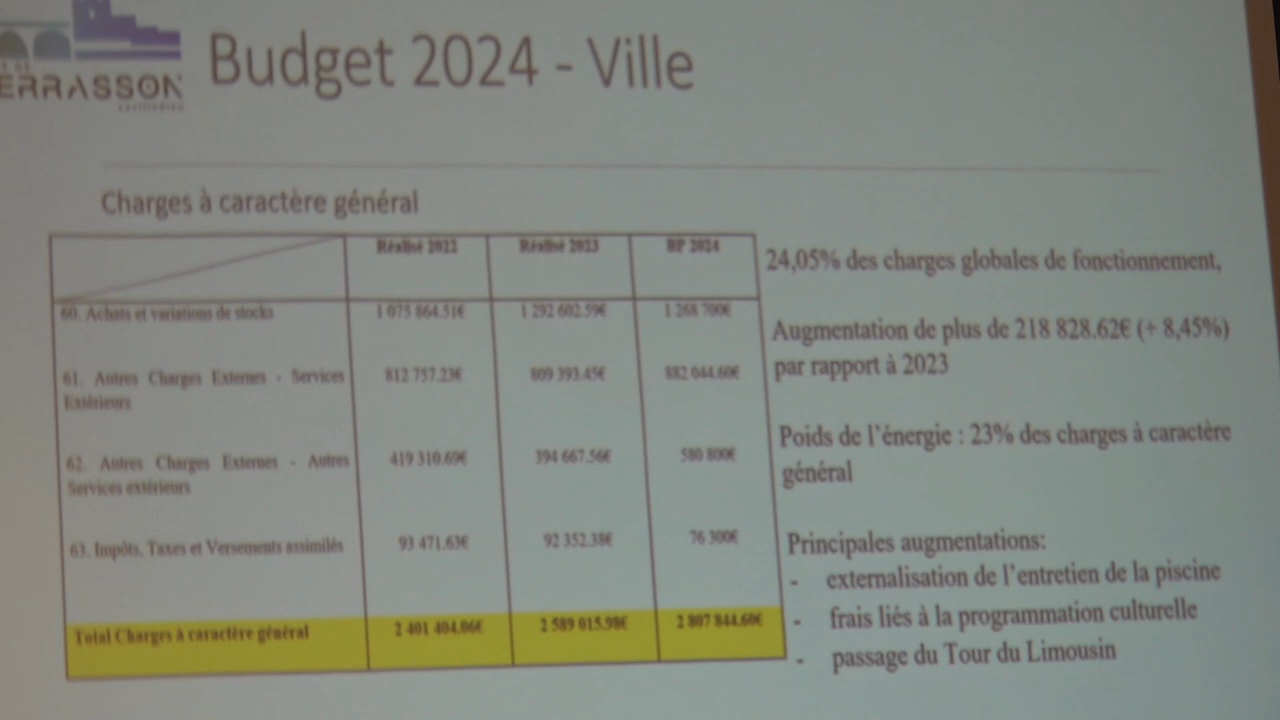 ERRASSON
Budget 2024 - Ville
Charges à caractère général
Réalisé 2022 Réalisé 2023 BP 2024
60. Achats et variations de stocks 1 075 864.51€ 1 292 602.59€ 1 268 700€
61. Autres Charges Externes - Services 812 757.23€ 809 393.45€ 882 044.60€
Extérieurs
62. Autres Charges Externes - Autres 419 310.69€ 394 667.56€ 580 800€
Services extérieurs
63. Impôts, Taxes et Versements assimilés 93 471.63€ 92 352.38€ 76 300€
Total Charges à caractère général 2 401 404.06€ 2 589 015.98€ 2 807 844.60€
24,05% des charges globales de fonctionnement,
Augmentation de plus de 218 828.62€ (+ 8,45%)
par rapport à 2023
Poids de l'énergie : 23% des charges à caractère
général
Principales augmentations:
- externalisation de l'entretien de la piscine
- frais liés à la programmation culturelle
- passage du Tour du Limousin